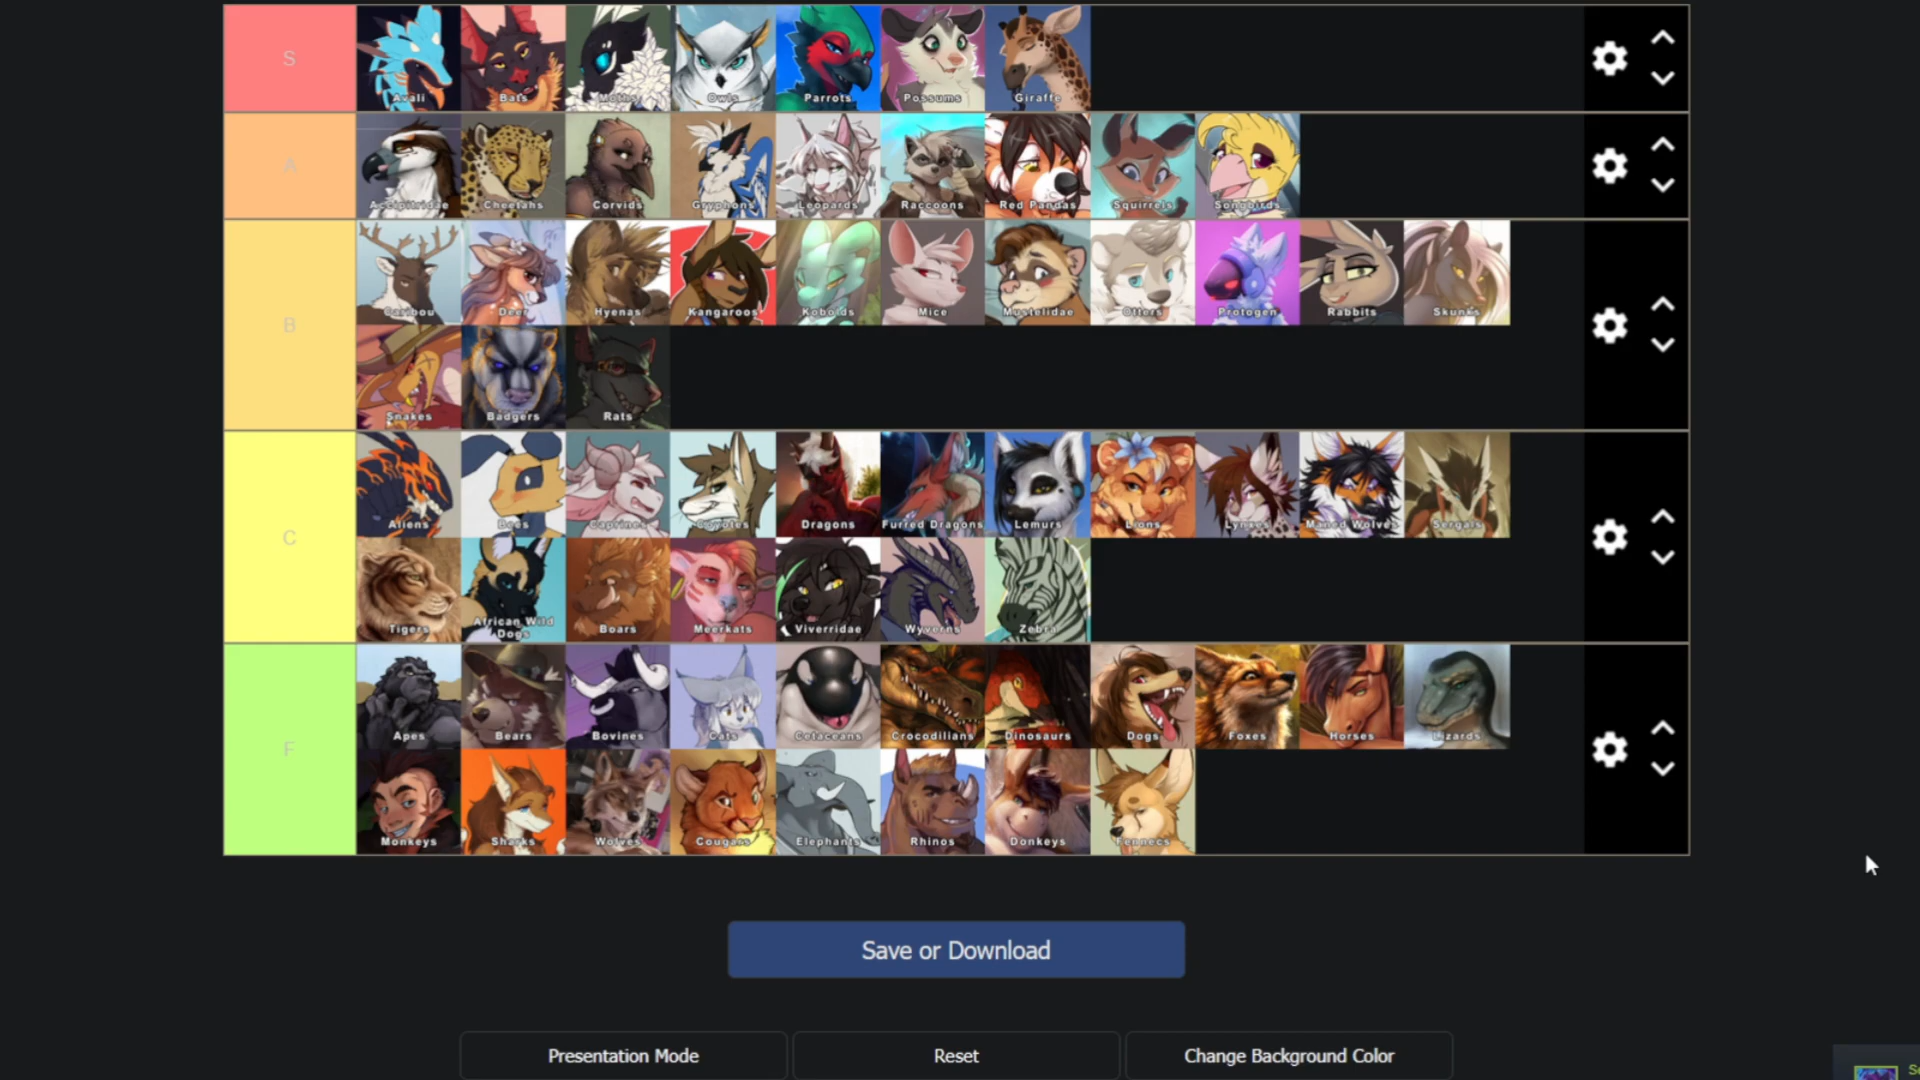 S
Avali Bats Moths Owls Parrots Possums Giraffe
A
Accipitridae Cheetahs Corvids Gryphons Leopards Raccoons Red Pandas Squirrels Songbirds
B
Caribou Deer Hyenas Kangaroos Kobolds Mice Mustelidae Otters Protogen Rabbits Skunks
Snakes Badgers Rats
C
Aliens Bees Caprines Coyotes Dragons Furred Dragons Lemurs Lions Lynxes Maned Wolves Sergals
Tigers African Wild Dogs Boars Meerkats Viverridae Wyverns Zebra
F
Apes Bears Bovines Cats Cetaceans Crocodilians Dinosaurs Dogs Foxes Horses Lizards
Monkeys Sharks Wolves Cougars Elephants Rhinos Donkeys Fennecs
Save or Download
Presentation Mode Reset Change Background Color